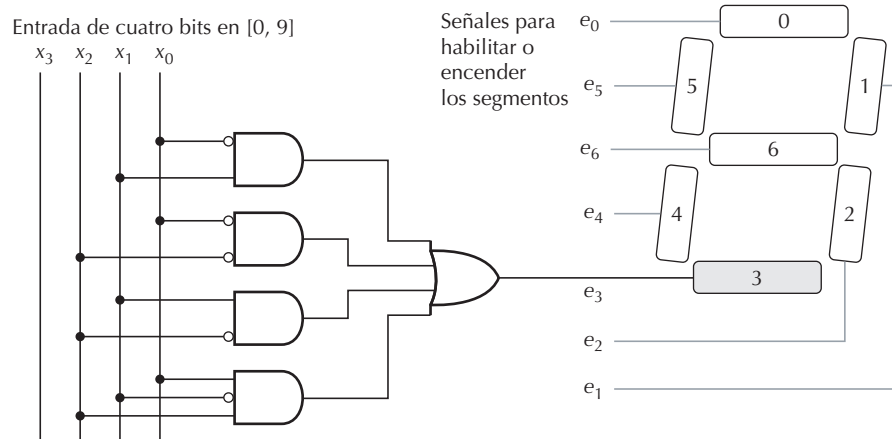 Entrada de cuatro bits en [0, 9]
x3 x2 x1 x0
Señales para
habilitar o
encender
los segmentos
e0
0
e5
5
1
e6
6
e4
4
2
e3
3
e2
e1